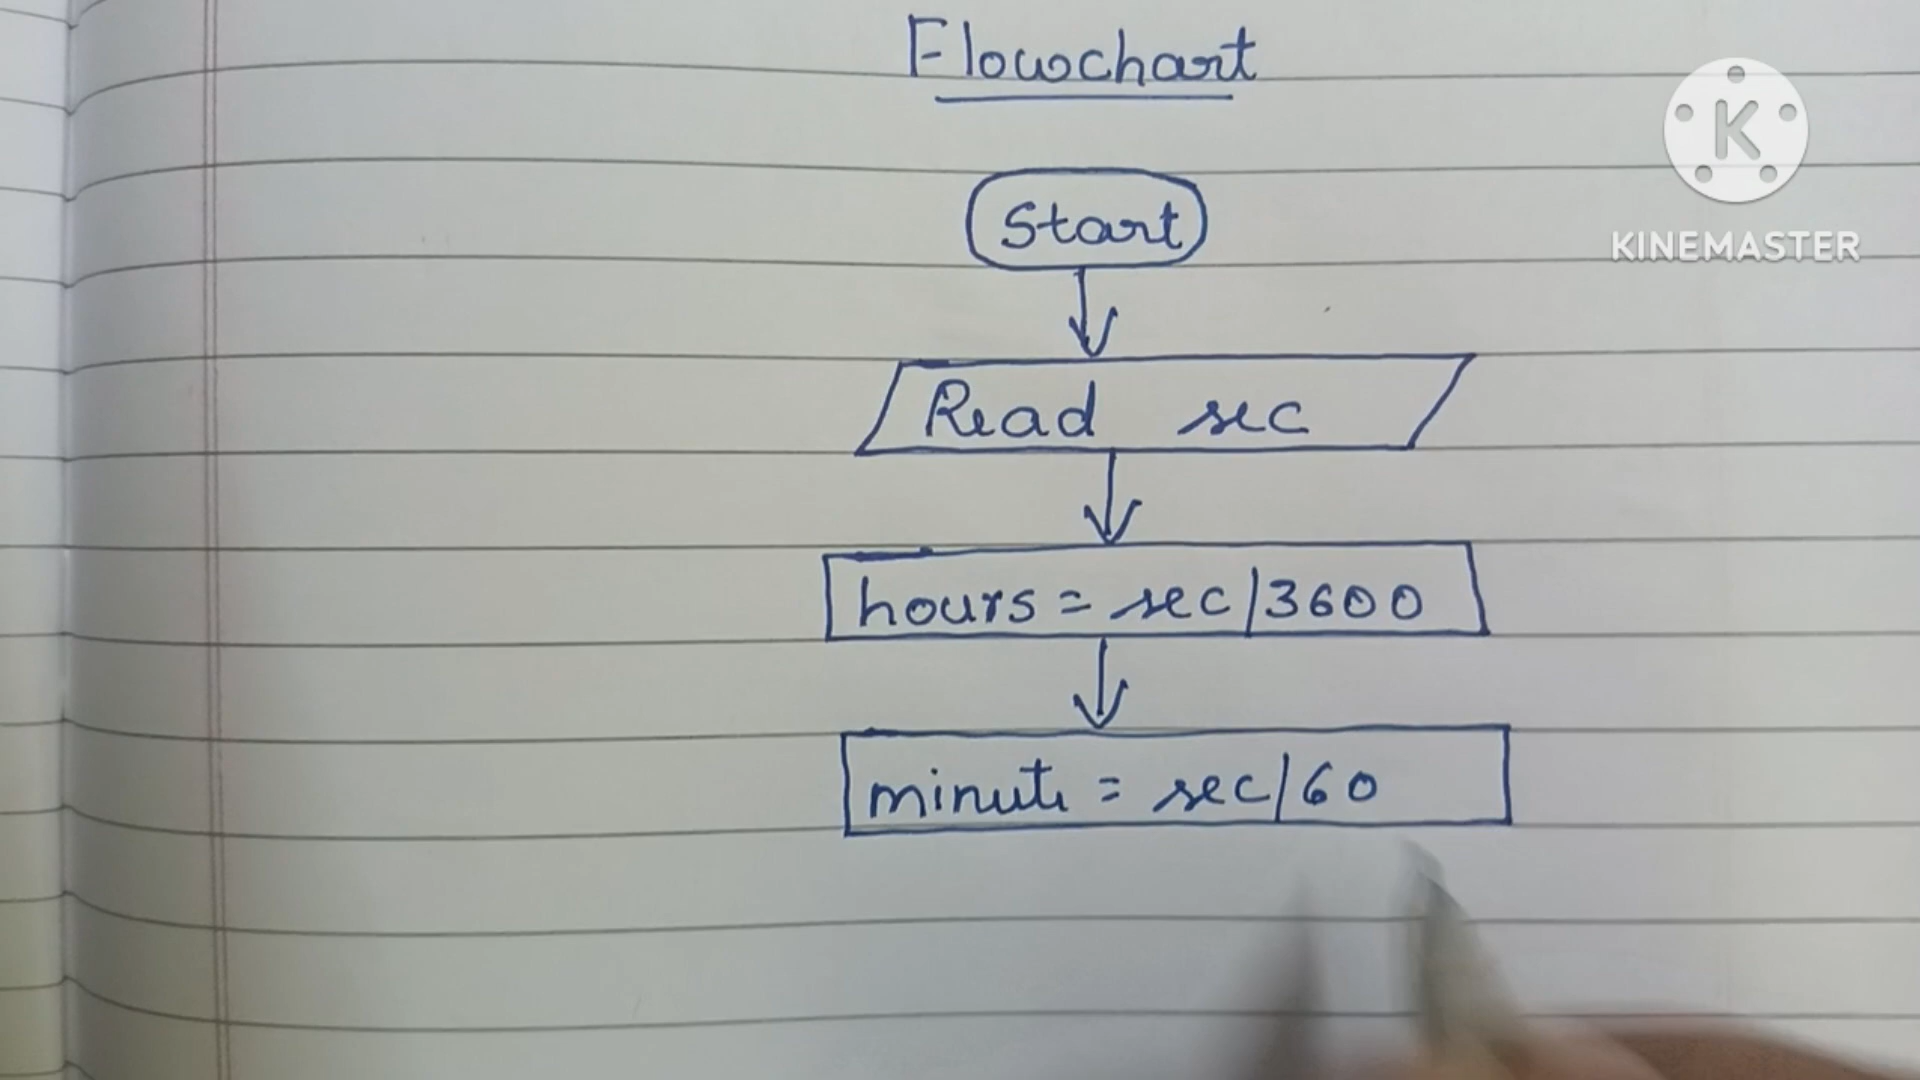 Flowchart
Start
Read sec
hours = sec/3600
minute = sec/60
K
KINEMASTER